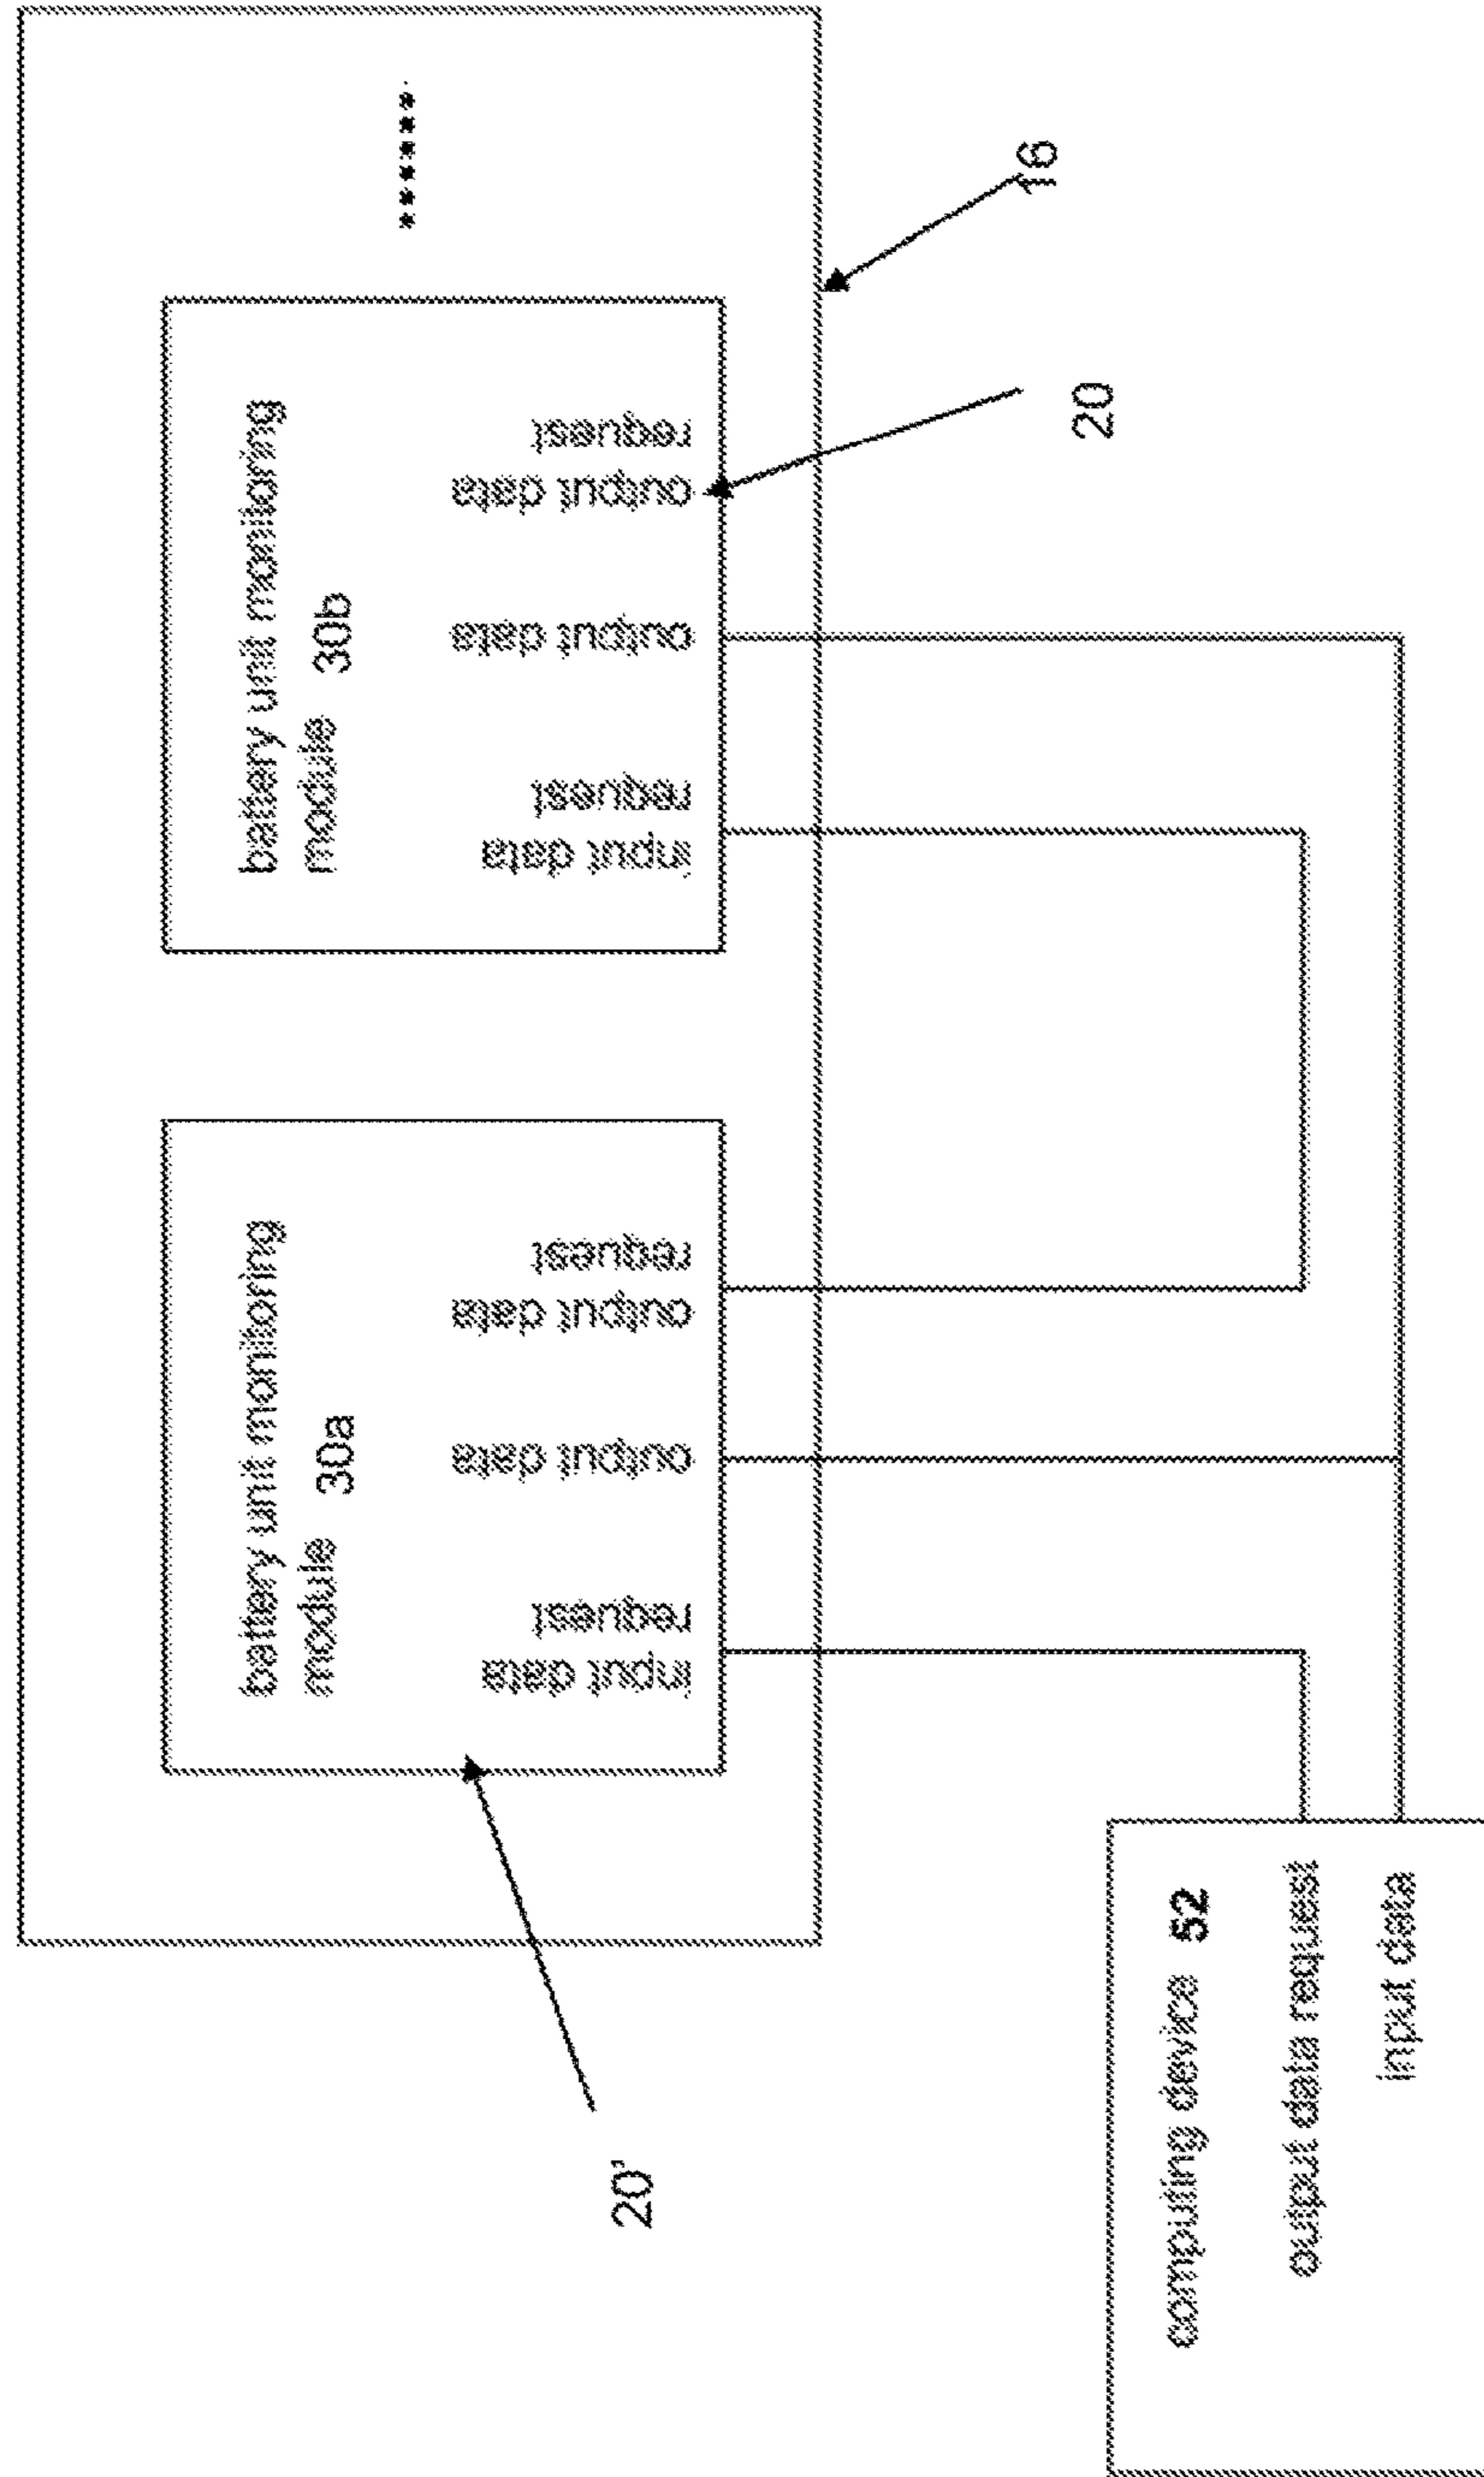 battery unit monitoring
module 30a
input data
request
output data
output data
request
battery unit monitoring
module 30b
input data
request
output data
output data
request
......
16
20
20'
computing device 52
output data request
input data